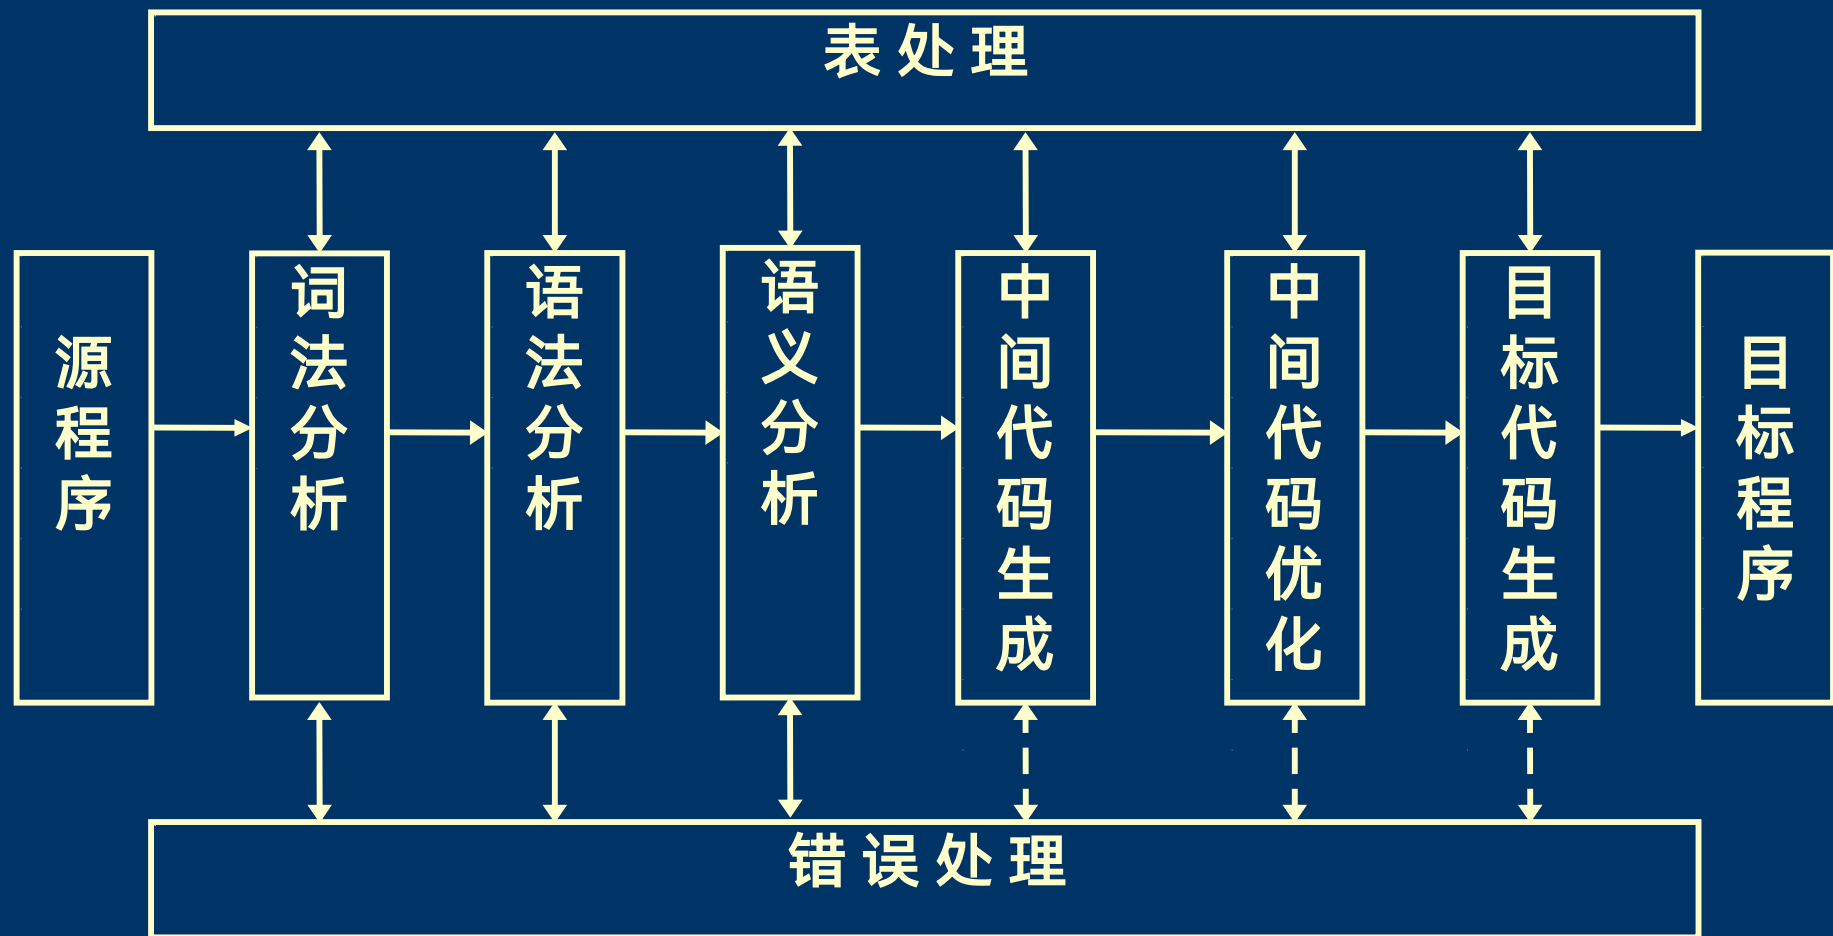 表处理
源程序
词法分析
语法分析
语义分析
中间代码生成
中间代码优化
目标代码生成
目标程序
错误处理